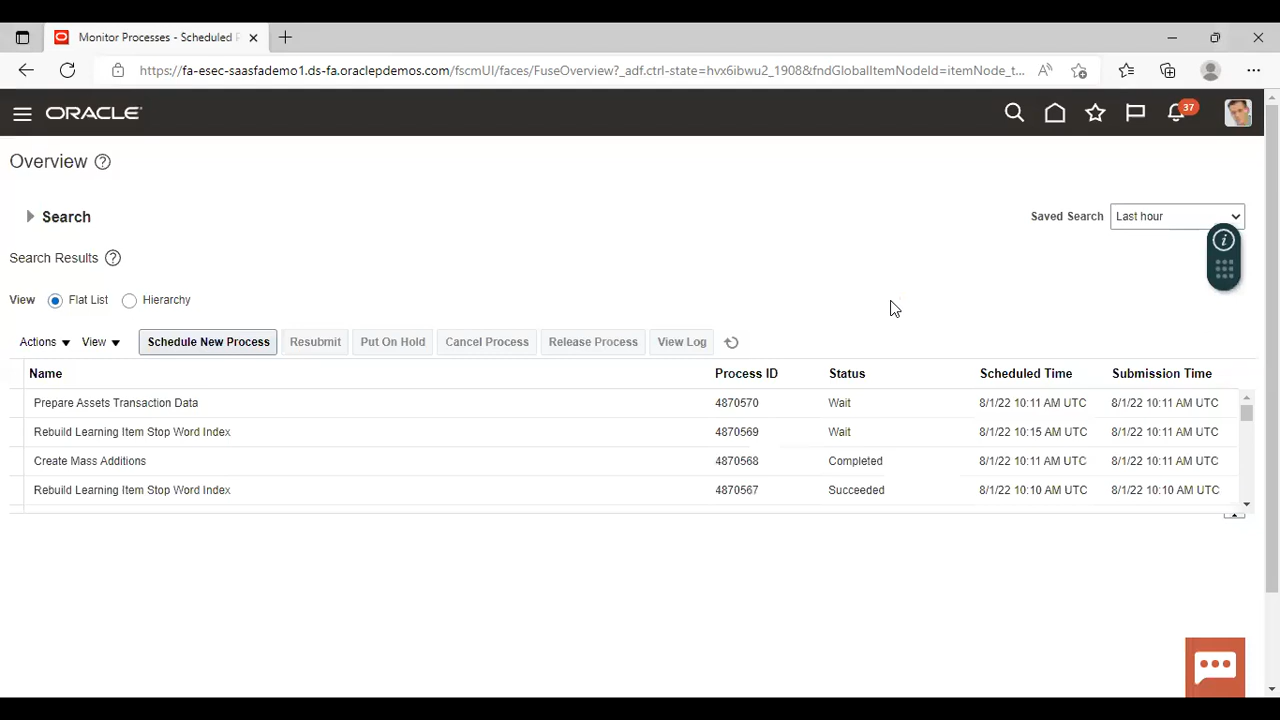 Monitor Processes - Scheduled P
https://fa-esec-saasfademo1.ds-fa.oraclepdemos.com/fscmUI/faces/FuseOverview?_adf.ctrl-state=hvx6ibwu2_1908&fndGlobalItemNodeId=itemNode_t...
ORACLE
37
Overview
Search
Saved Search Last hour
Search Results
View Flat List Hierarchy
Actions View Schedule New Process Resubmit Put On Hold Cancel Process Release Process View Log
Name Process ID Status Scheduled Time Submission Time
Prepare Assets Transaction Data 4870570 Wait 8/1/22 10:11 AM UTC 8/1/22 10:11 AM UTC
Rebuild Learning Item Stop Word Index 4870569 Wait 8/1/22 10:15 AM UTC 8/1/22 10:11 AM UTC
Create Mass Additions 4870568 Completed 8/1/22 10:11 AM UTC 8/1/22 10:11 AM UTC
Rebuild Learning Item Stop Word Index 4870567 Succeeded 8/1/22 10:10 AM UTC 8/1/22 10:10 AM UTC